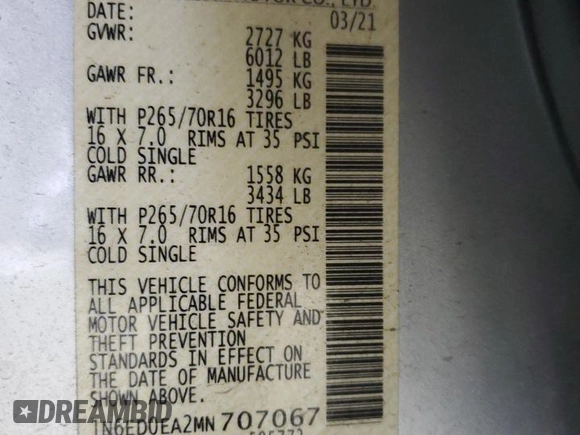 MOTOR CO., LTD.
DATE: 03/21
GVWR: 2727 KG
6012 LB
GAWR FR.: 1495 KG
3296 LB
WITH P265/70R16 TIRES
16 X 7.0 RIMS AT 35 PSI
COLD SINGLE
GAWR RR.: 1558 KG
3434 LB
WITH P265/70R16 TIRES
16 X 7.0 RIMS AT 35 PSI
COLD SINGLE
THIS VEHICLE CONFORMS TO
ALL APPLICABLE FEDERAL
MOTOR VEHICLE SAFETY AND
THEFT PREVENTION
STANDARDS IN EFFECT ON
THE DATE OF MANUFACTURE
SHOWN ABOVE.
1N6ED0EA2MN707067
DREAMBID